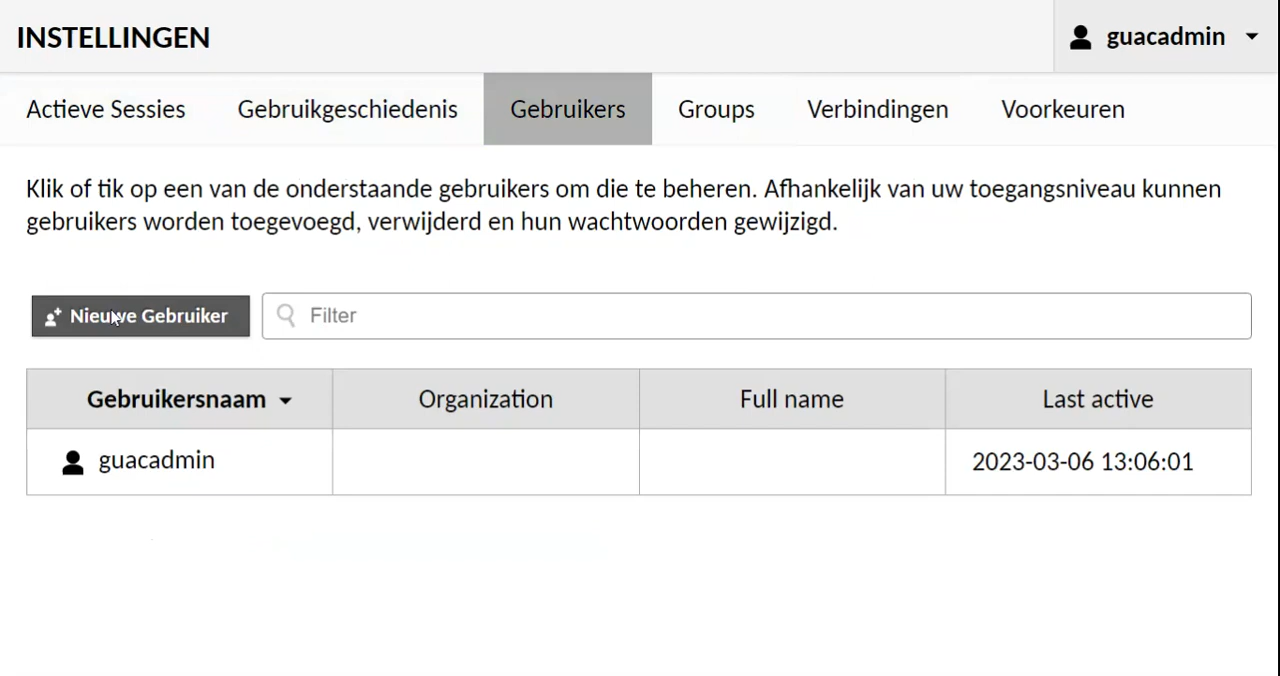 INSTELLINGEN
guacadmin
Actieve Sessies
Gebruikgeschiedenis
Gebruikers
Groups
Verbindingen
Voorkeuren
Klik of tik op een van de onderstaande gebruikers om die te beheren. Afhankelijk van uw toegangsniveau kunnen
gebruikers worden toegevoegd, verwijderd en hun wachtwoorden gewijzigd.
Nieuwe Gebruiker
Filter
Gebruikersnaam
Organization
Full name
Last active
guacadmin
2023-03-06 13:06:01